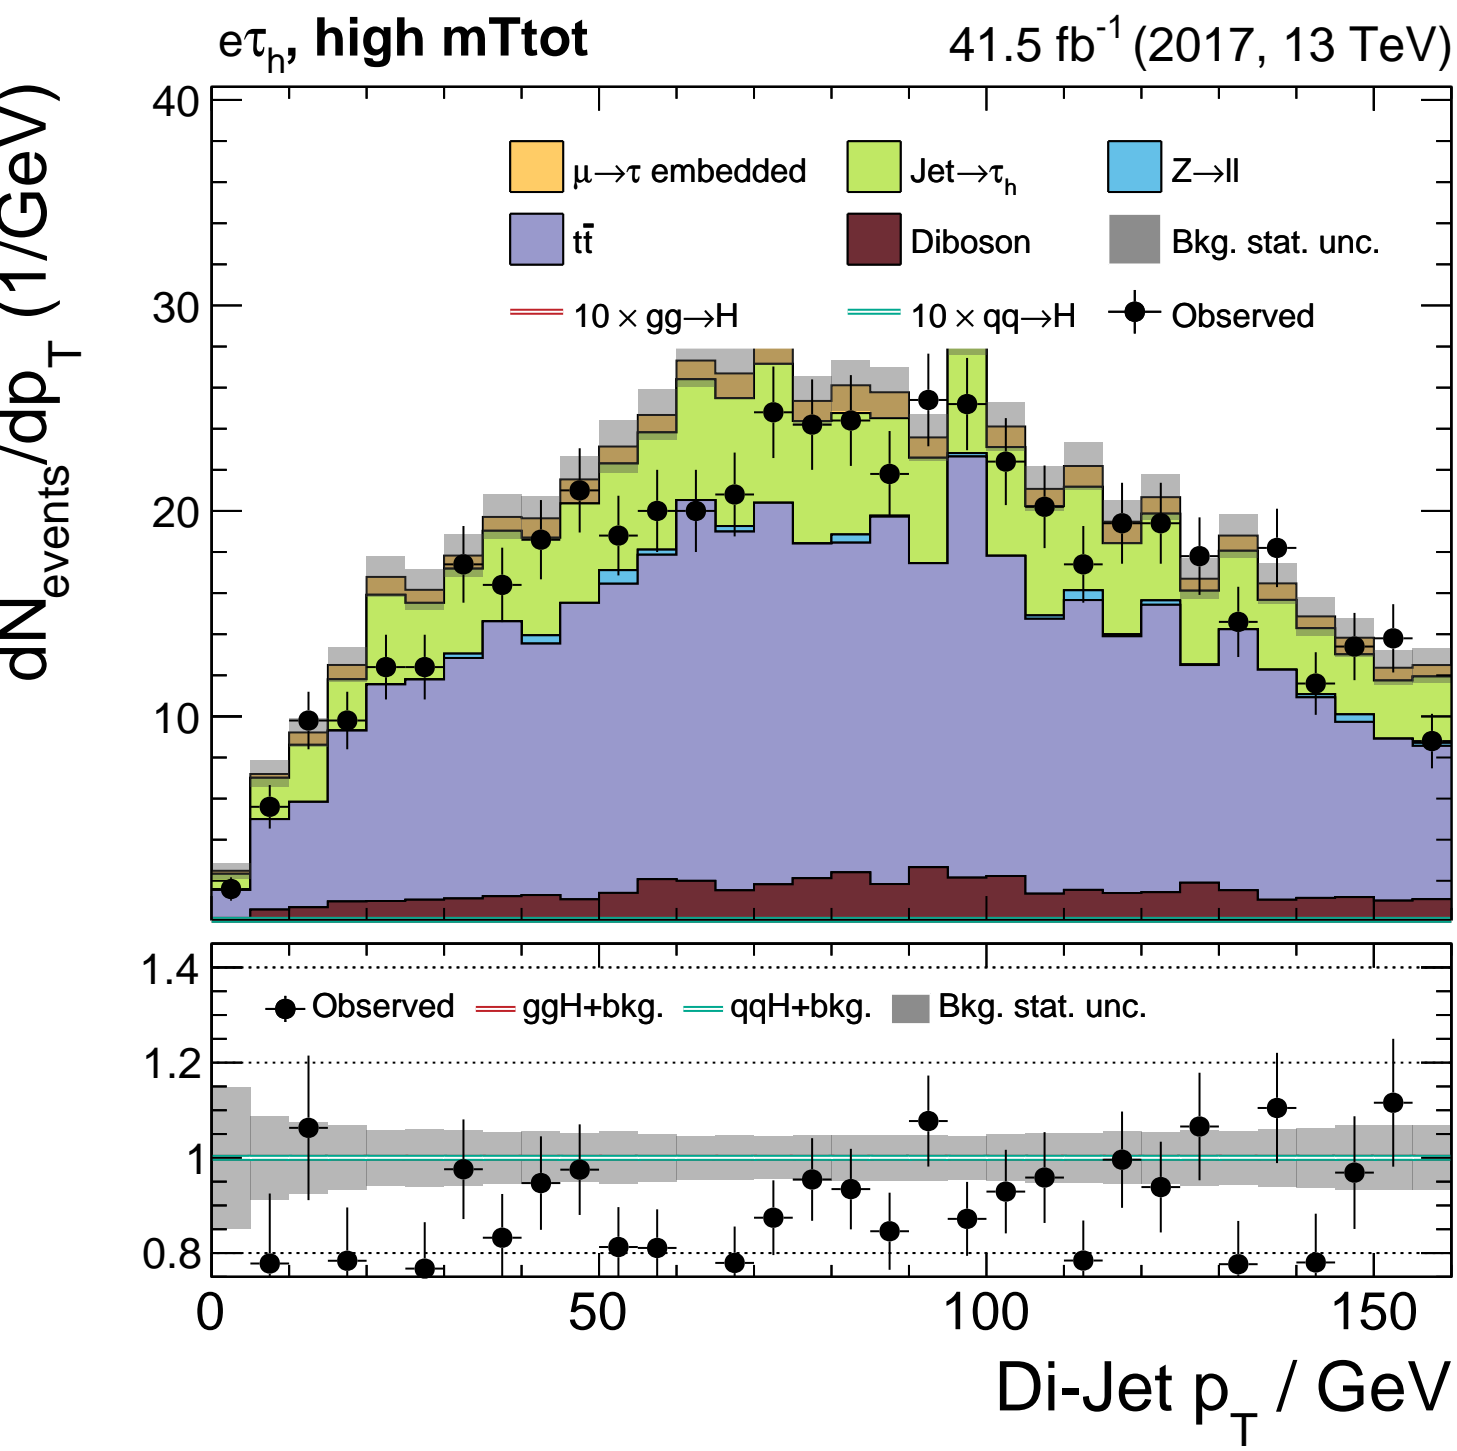 eτh, high mTtot 41.5 fb-1 (2017, 13 TeV)
dNevents/dpT (1/GeV)
40
30
20
10
μ→τ embedded Jet→τh Z→ll
tt̄ Diboson Bkg. stat. unc.
10 × gg→H 10 × qq→H Observed
1.4
1.2
1
0.8
Observed ggH+bkg. qqH+bkg. Bkg. stat. unc.
0 50 100 150
Di-Jet pT / GeV